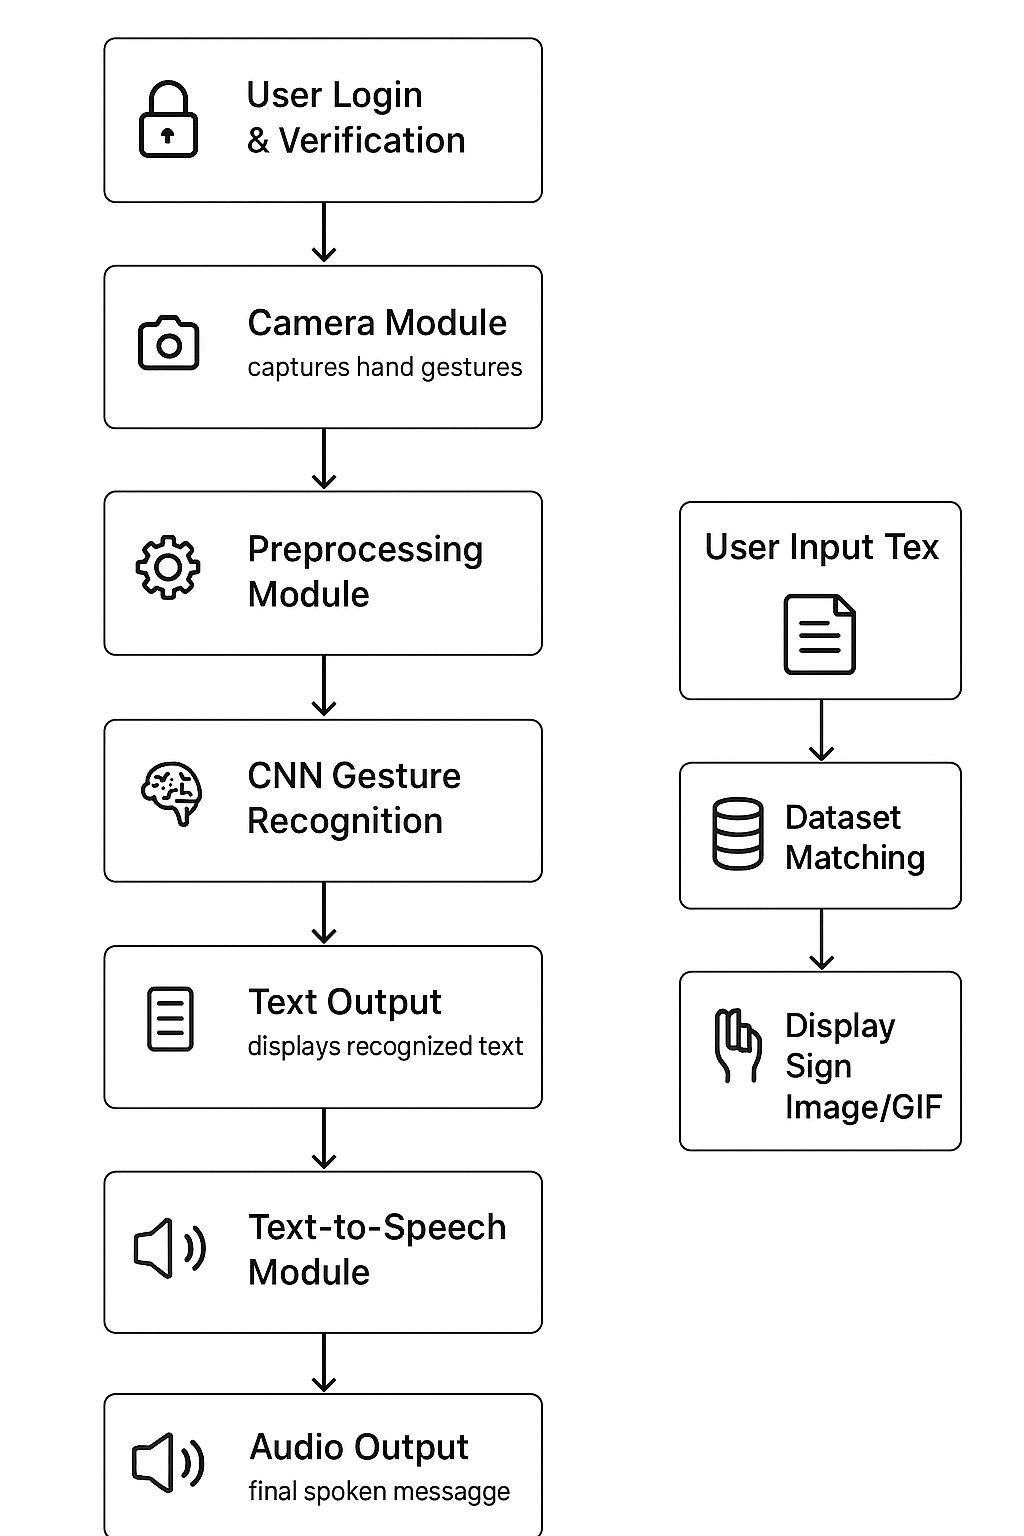 User Login
& Verification
Camera Module
captures hand gestures
Preprocessing
Module
CNN Gesture
Recognition
Text Output
displays recognized text
Text-to-Speech
Module
Audio Output
final spoken messagge
User Input Tex
Dataset
Matching
Display
Sign
Image/GIF